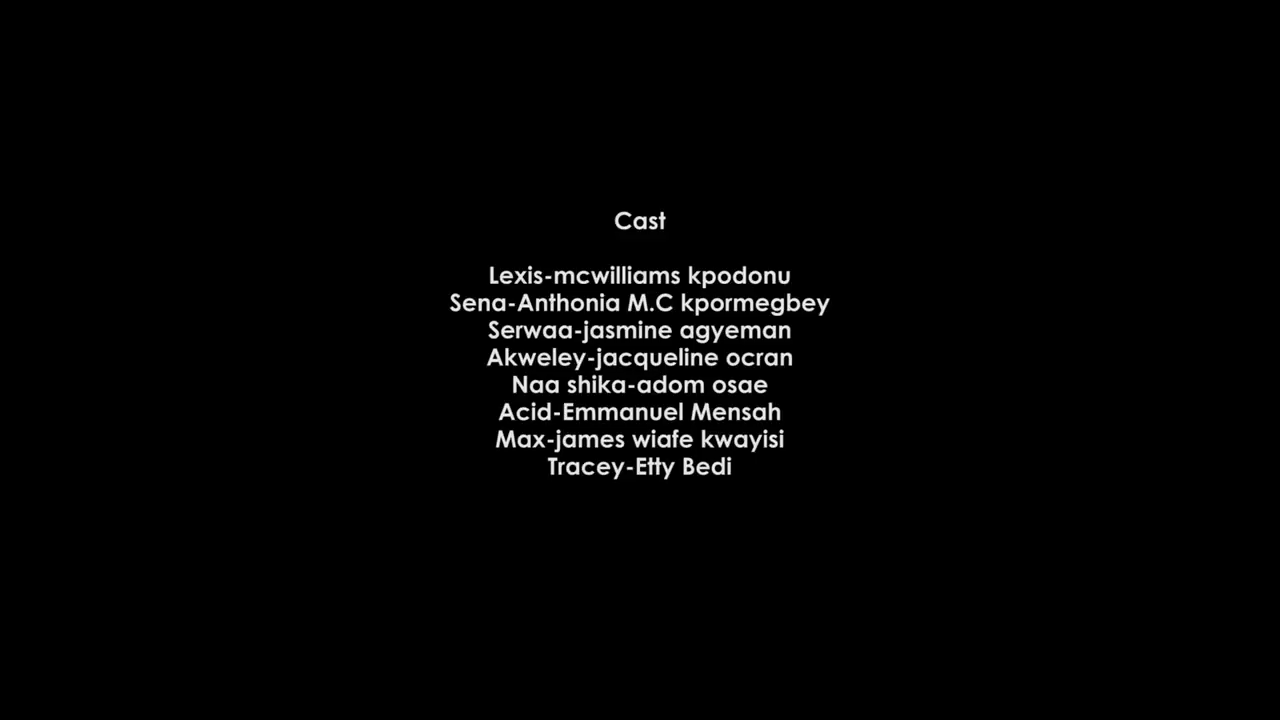 Cast
Lexis-mcwilliams kpodonu
Sena-Anthonia M.C kpormegbey
Serwaa-jasmine agyeman
Akweley-jacqueline ocran
Naa shika-adom osae
Acid-Emmanuel Mensah
Max-james wiafe kwayisi
Tracey-Etty Bedi